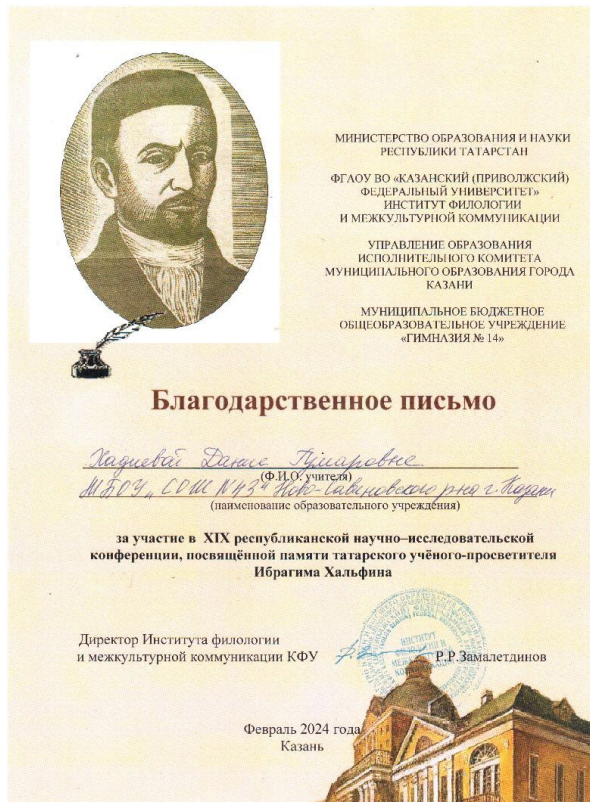 МИНИСТЕРСТВО ОБРАЗОВАНИЯ И НАУКИ
РЕСПУБЛИКИ ТАТАРСТАН
ФГАОУ ВО «КАЗАНСКИЙ (ПРИВОЛЖСКИЙ)
ФЕДЕРАЛЬНЫЙ УНИВЕРСИТЕТ»
ИНСТИТУТ ФИЛОЛОГИИ
И МЕЖКУЛЬТУРНОЙ КОММУНИКАЦИИ
УПРАВЛЕНИЕ ОБРАЗОВАНИЯ
ИСПОЛНИТЕЛЬНОГО КОМИТЕТА
МУНИЦИПАЛЬНОГО ОБРАЗОВАНИЯ ГОРОДА
КАЗАНИ
МУНИЦИПАЛЬНОЕ БЮДЖЕТНОЕ
ОБЩЕОБРАЗОВАТЕЛЬНОЕ УЧРЕЖДЕНИЕ
«ГИМНАЗИЯ № 14»
Благодарственное письмо
Хадиевой
(Ф.И.О. учителя)
МБОУ „СОШ №43" Ново-Савиновского р-на г. Казани
(наименование образовательного учреждения)
за участие в XIX республиканской научно–исследовательской
конференции, посвящённой памяти татарского учёного-просветителя
Ибрагима Хальфина
Директор Института филологии
и межкультурной коммуникации КФУ
Р.Р.Замалетдинов
ИНСТИТУТ
Февраль 2024 года
Казань